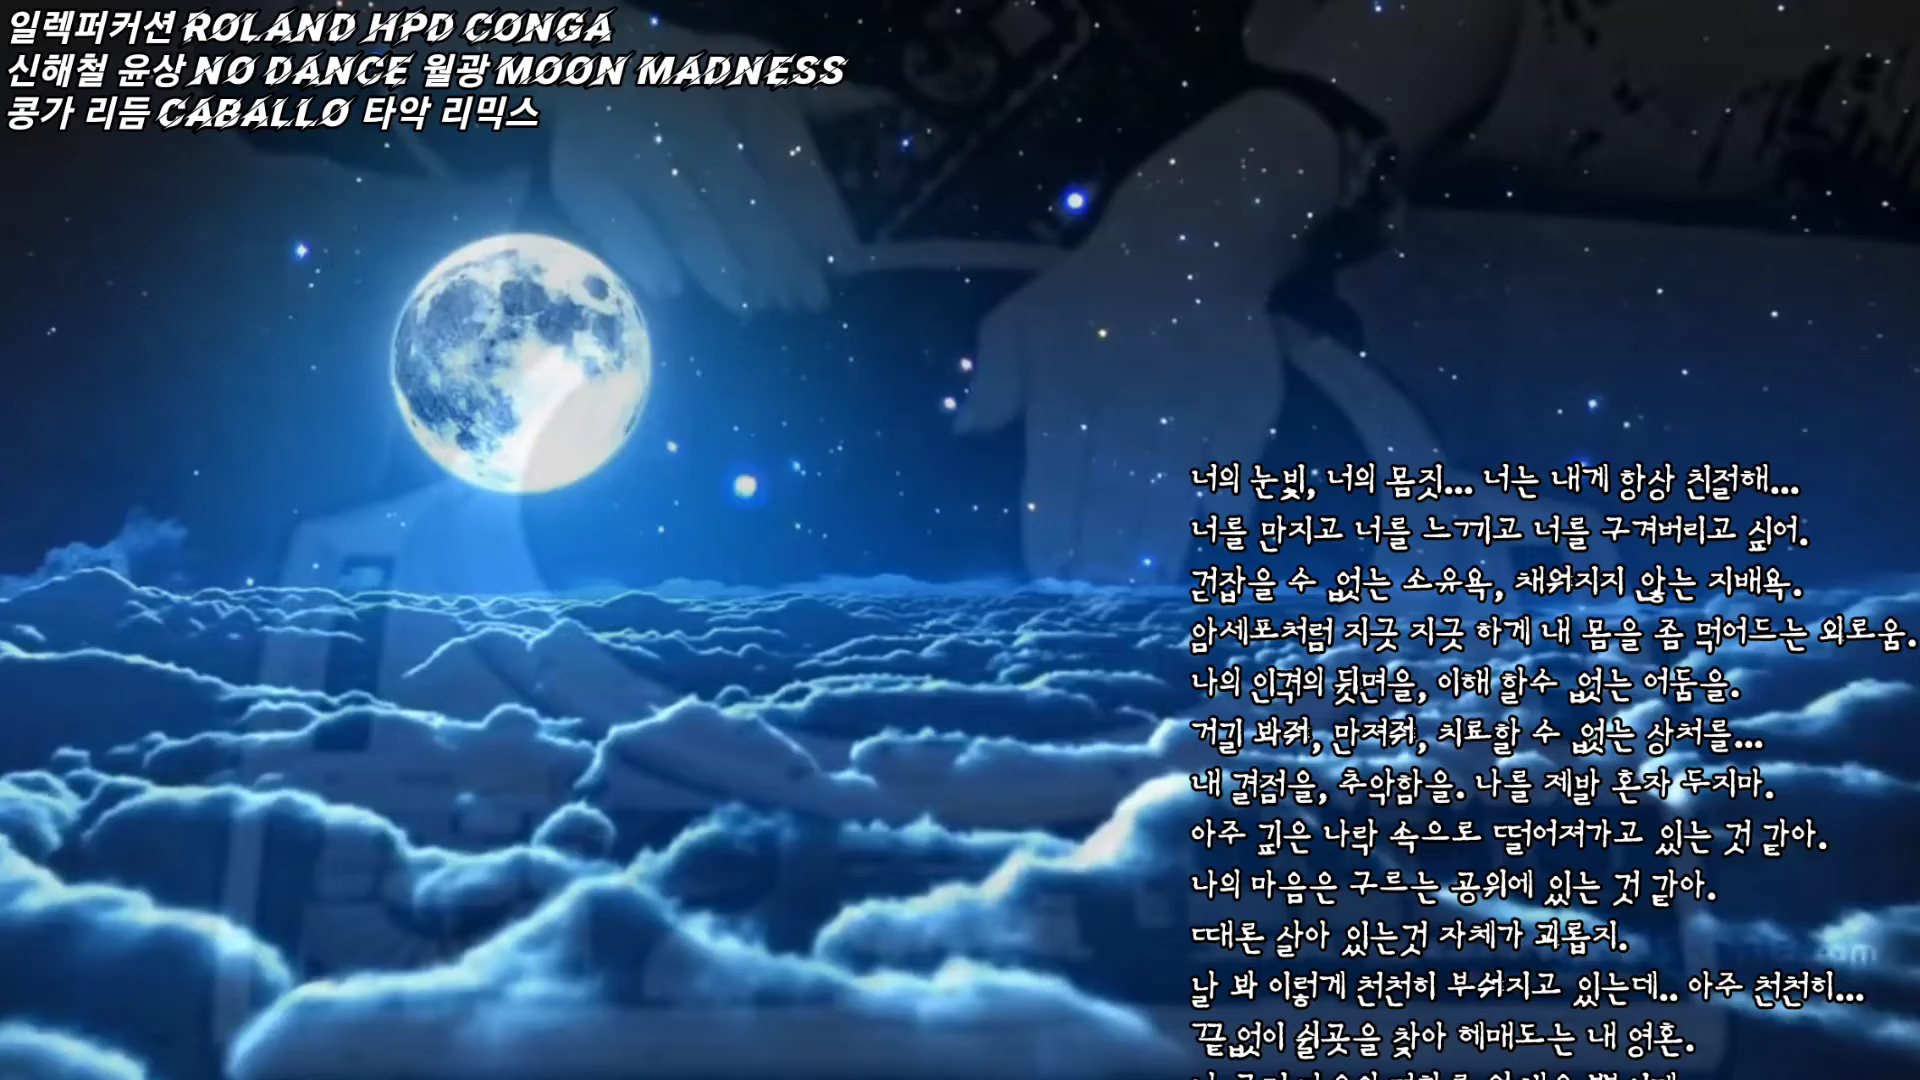 일렉퍼커션 ROLAND HPD CONGA
신해철 윤상 NO DANCE 월광 MOON MADNESS
콩가 리듬 CABALLO 타악 리믹스
너의 눈빛, 너의 몸짓... 너는 내게 항상 친절해...
너를 만지고 너를 느끼고 너를 구겨버리고 싶어.
걷잡을 수 없는 소유욕, 채워지지 않는 지배욕.
암세포처럼 지긋 지긋 하게 내 몸을 좀 먹어드는 외로움.
나의 인격의 뒷면을, 이해 할수 없는 어둠을.
거길 봐줘, 만져줘, 치료할 수 없는 상처를...
내 결점을, 추악함을. 나를 제발 혼자 두지마.
아주 깊은 나락 속으로 떨어져가고 있는 것 같아.
나의 마음은 구르는 공위에 있는 것 같아.
때론 살아 있는것 자체가 괴롭지.
날 봐 이렇게 천천히 부숴지고 있는데.. 아주 천천히...
끝없이 쉴곳을 찾아 헤매도는 내 영혼.